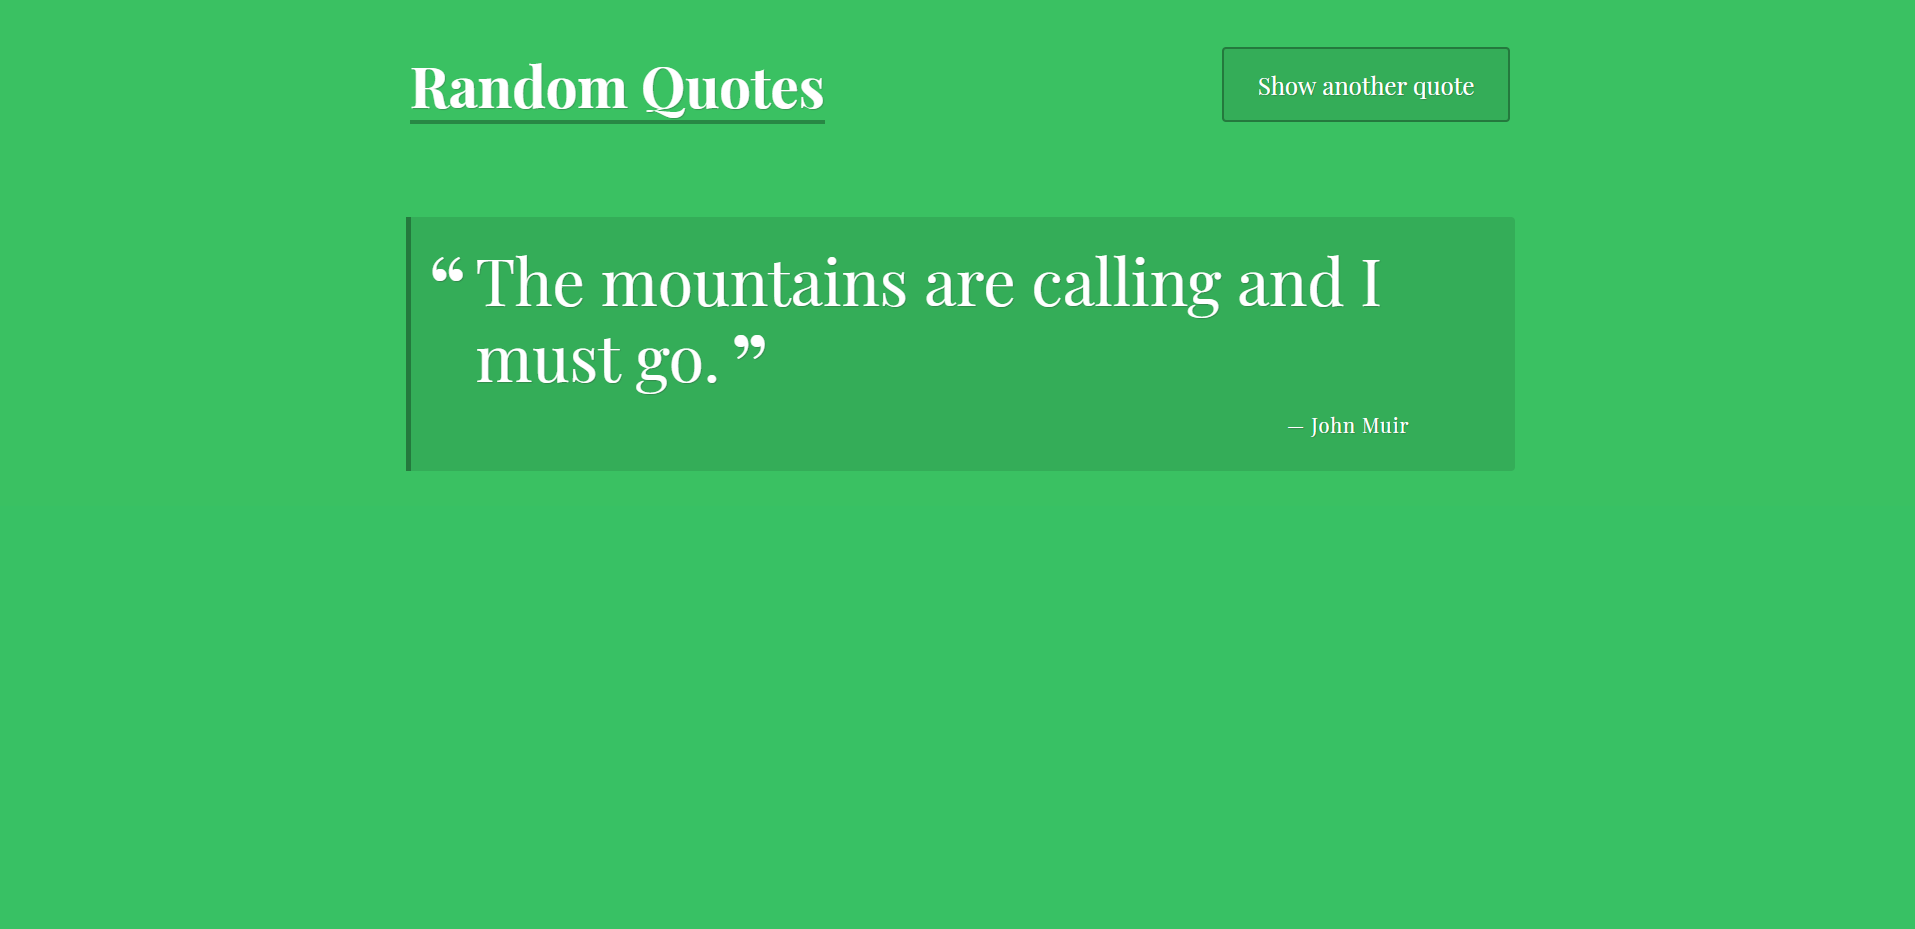 Random Quotes
Show another quote
“ The mountains are calling and I
must go. ”
— John Muir